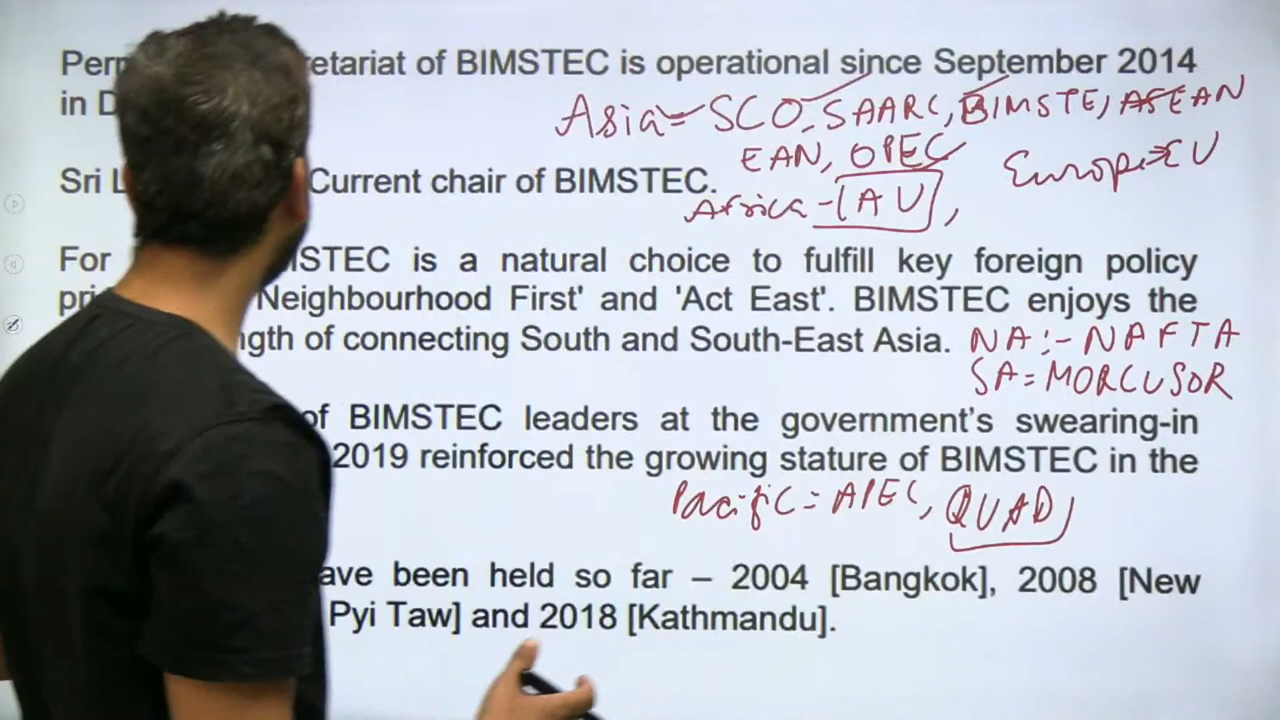 Perm retariat of BIMSTEC is operational since September 2014
in D
Asia = SCO, SAARC, BIMSTE, ASEAN
EAN, OPEC
Europe EU
Sri L Current chair of BIMSTEC.
Africa - [AU],
For MSTEC is a natural choice to fulfill key foreign policy
pri Neighbourhood First' and 'Act East'. BIMSTEC enjoys the
ngth of connecting South and South-East Asia.
NA :- NAFTA
SA = MORCUSOR
of BIMSTEC leaders at the government's swearing-in
2019 reinforced the growing stature of BIMSTEC in the
Pacific = APEC, QUAD
ave been held so far – 2004 [Bangkok], 2008 [New
Pyi Taw] and 2018 [Kathmandu].